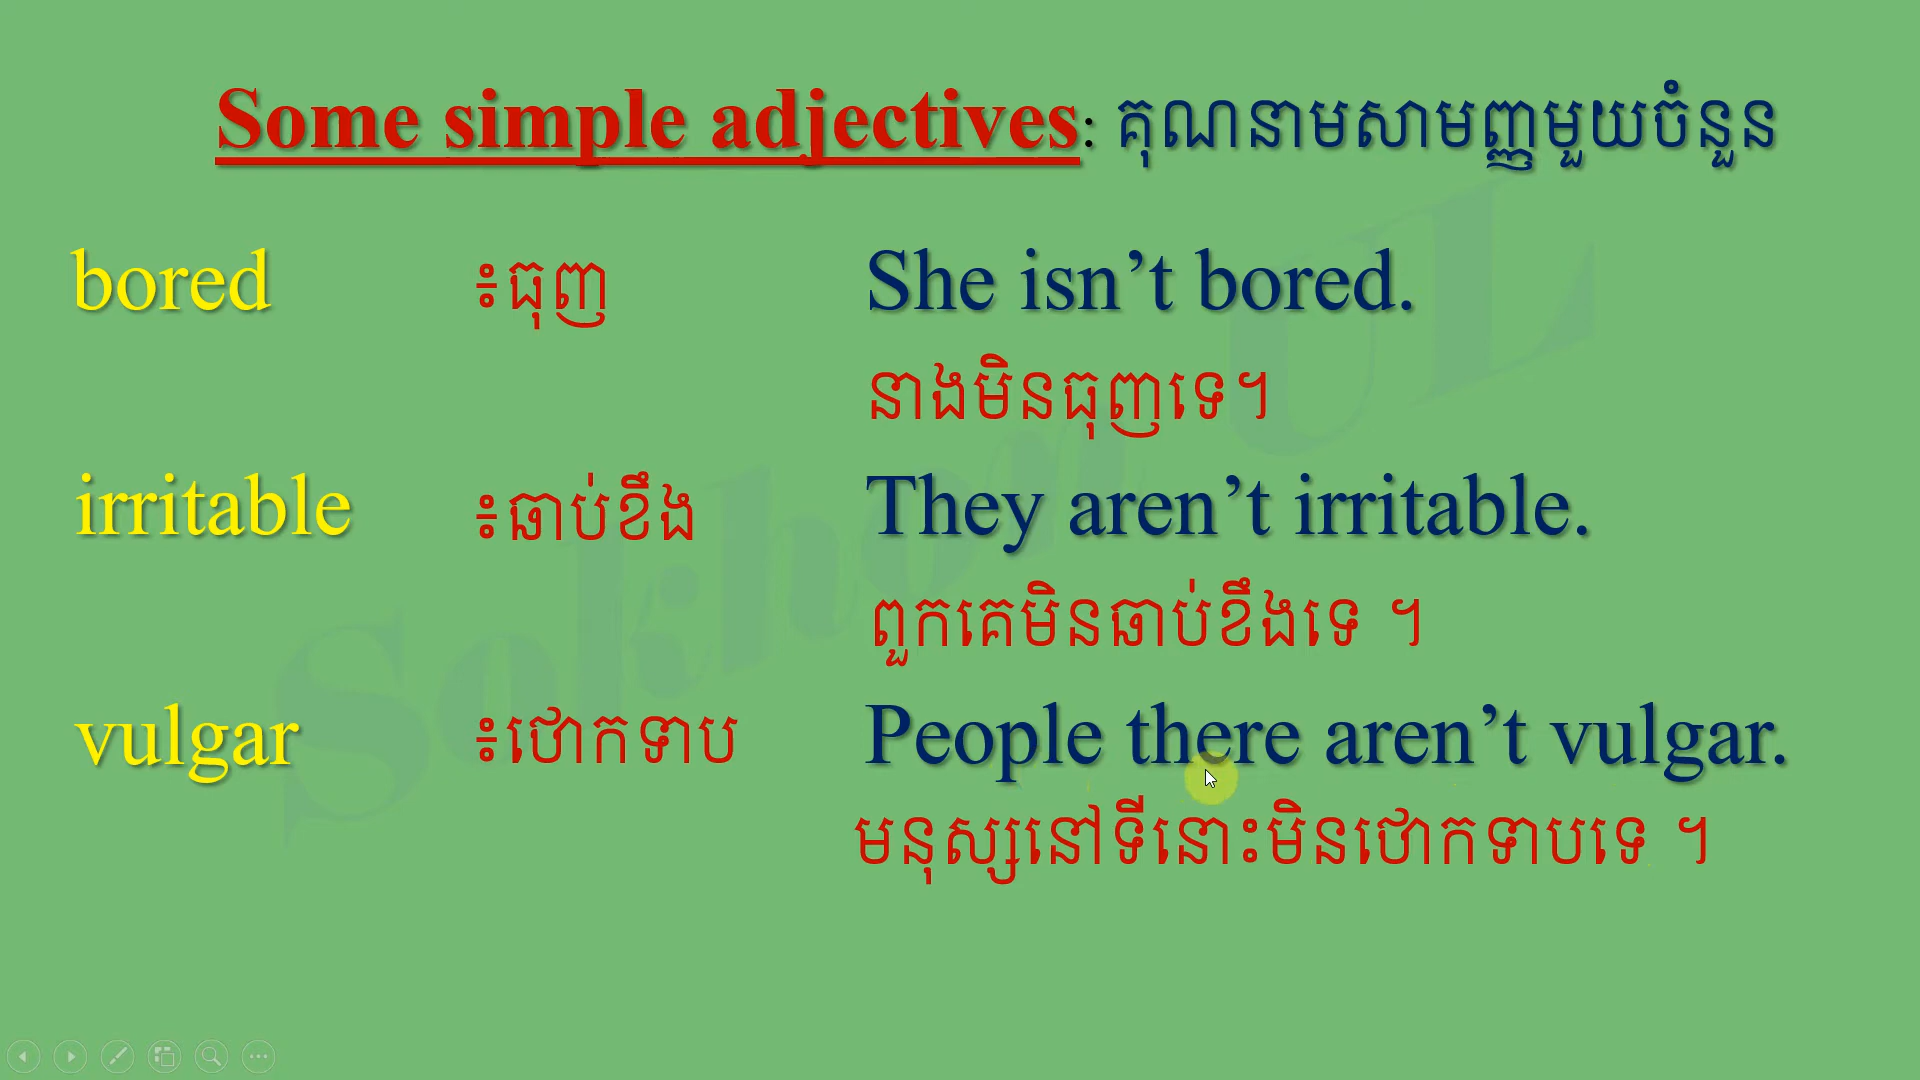 Some simple adjectives: គុណនាមសាមញ្ញមួយចំនួន
bored ៖ធុញ She isn’t bored.
នាងមិនធុញទេ។
irritable ៖ឆាប់ខឹង They aren’t irritable.
ពួកគេមិនឆាប់ខឹងទេ ។
vulgar ៖ថោកទាប People there aren’t vulgar.
មនុស្សនៅទីនោះមិនថោកទាបទេ ។
Sokhon UL